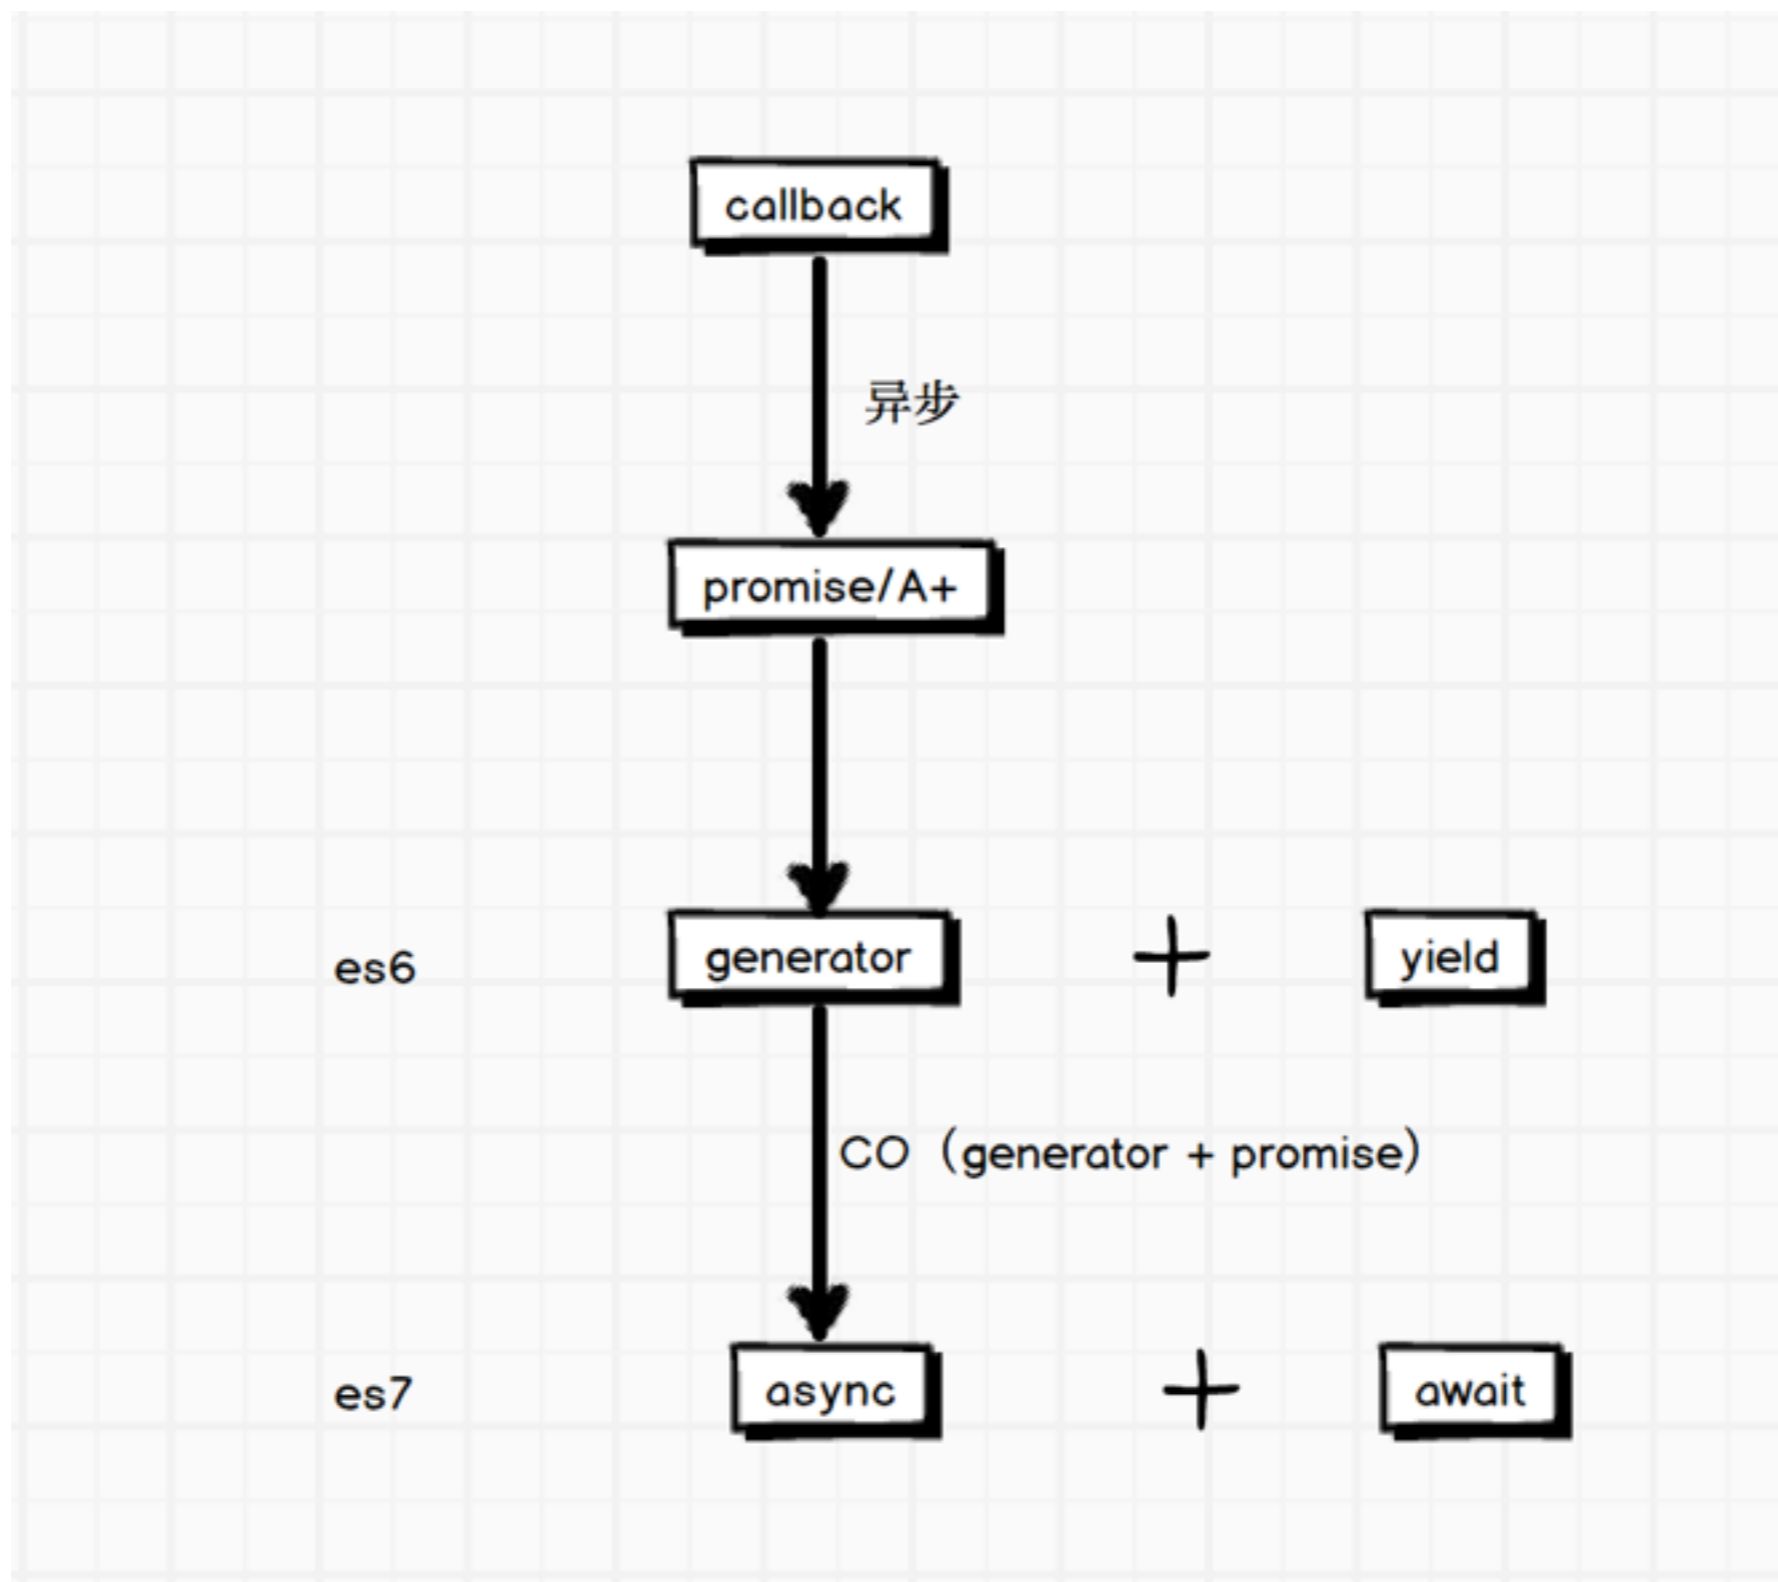 callback
异步
promise/A+
es6
generator
+
yield
CO（generator + promise）
es7
async
+
await